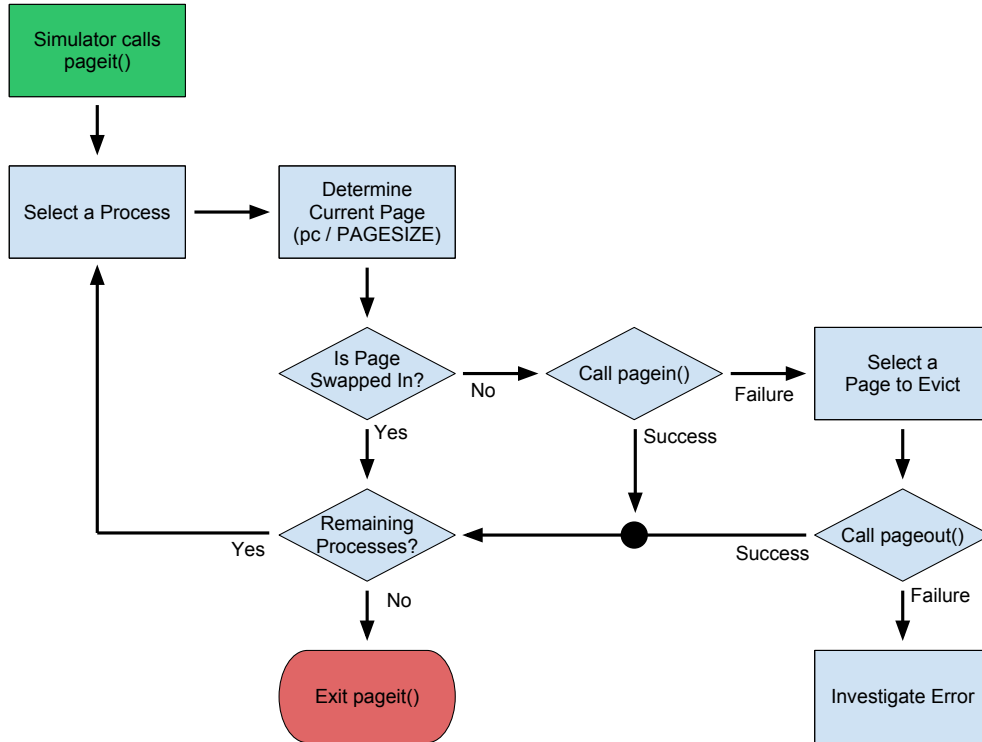 Simulator calls
pageit()
Select a Process
Determine
Current Page
(pc / PAGESIZE)
Is Page
Swapped In?
No
Call pagein()
Failure
Select a
Page to Evict
Yes
Success
Remaining
Processes?
Yes
Success
Call pageout()
No
Failure
Exit pageit()
Investigate Error